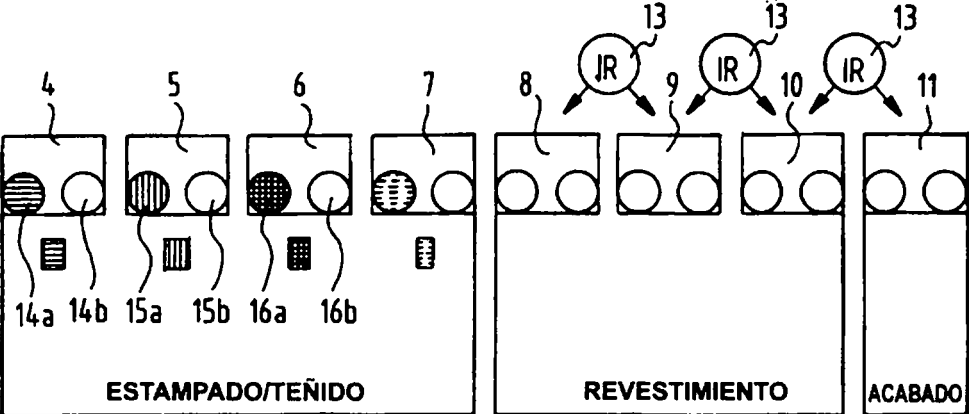 13 13 13
4 5 6 7 8 9 10 11
IR IR IR
14a 14b 15a 15b 16a 16b
ESTAMPADO/TEÑIDO REVESTIMIENTO ACABADO